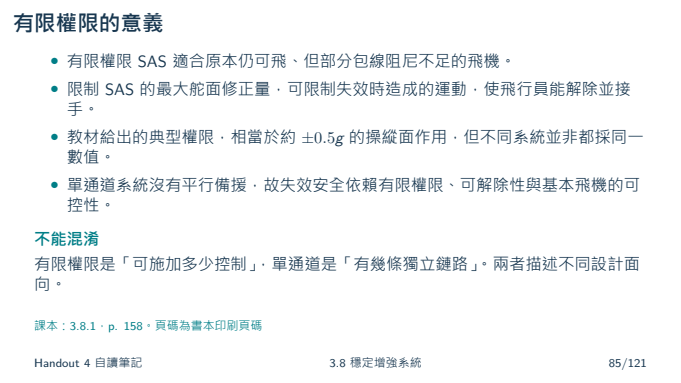 有限權限的意義
• 有限權限 SAS 適合原本仍可飛、但部分包線阻尼不足的飛機。
• 限制 SAS 的最大舵面修正量，可限制失效時造成的運動，使飛行員能解除並接
手。
• 教材給出的典型權限，相當於約 ±0.5g 的操縱面作用，但不同系統並非都採同一
數值。
• 單通道系統沒有平行備援，故失效安全依賴有限權限、可解除性與基本飛機的可
控性。
不能混淆
有限權限是「可施加多少控制」，單通道是「有幾條獨立鏈路」。兩者描述不同設計面
向。
課本：3.8.1，p. 158。頁碼為書本印刷頁碼
Handout 4 自讀筆記
3.8 穩定增強系統
85/121